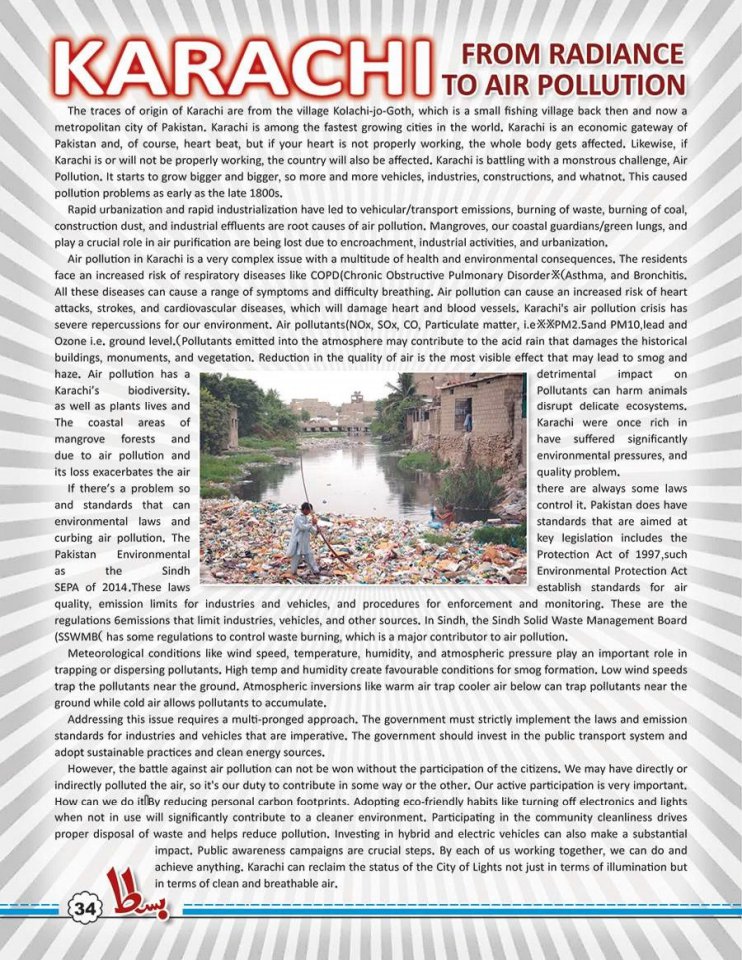 KARACHI
FROM RADIANCE
TO AIR POLLUTION
The traces of origin of Karachi are from the village Kolachi-jo-Goth, which is a small fishing village back then and now a
metropolitan city of Pakistan. Karachi is among the fastest growing cities in the world. Karachi is an economic gateway of
Pakistan and, of course, heart beat, but if your heart is not properly working, the whole body gets affected. Likewise, if
Karachi is or will not be properly working, the country will also be affected. Karachi is battling with a monstrous challenge, Air
Pollution. It starts to grow bigger and bigger, so more and more vehicles, industries, constructions, and whatnot. This caused
pollution problems as early as the late 1800s.
Rapid urbanization and rapid industrialization have led to vehicular/transport emissions, burning of waste, burning of coal,
construction dust, and industrial effluents are root causes of air pollution. Mangroves, our coastal guardians/green lungs, and
play a crucial role in air purification are being lost due to encroachment, industrial activities, and urbanization.
Air pollution in Karachi is a very complex issue with a multitude of health and environmental consequences. The residents
face an increased risk of respiratory diseases like COPD(Chronic Obstructive Pulmonary Disorder※(Asthma, and Bronchitis.
All these diseases can cause a range of symptoms and difficulty breathing. Air pollution can cause an increased risk of heart
attacks, strokes, and cardiovascular diseases, which will damage heart and blood vessels. Karachi's air pollution crisis has
severe repercussions for our environment. Air pollutants(NOx, SOx, CO, Particulate matter, i.e※※PM2.5and PM10,lead and
Ozone i.e. ground level.(Pollutants emitted into the atmosphere may contribute to the acid rain that damages the historical
buildings, monuments, and vegetation. Reduction in the quality of air is the most visible effect that may lead to smog and
haze. Air pollution has a detrimental impact on
Karachi's biodiversity. Pollutants can harm animals
as well as plants lives and disrupt delicate ecosystems.
The coastal areas of Karachi were once rich in
mangrove forests and have suffered significantly
due to air pollution and environmental pressures, and
its loss exacerbates the air quality problem.
If there's a problem so there are always some laws
and standards that can control it. Pakistan does have
environmental laws and standards that are aimed at
curbing air pollution. The key legislation includes the
Pakistan Environmental Protection Act of 1997,such
as the Sindh Environmental Protection Act
SEPA of 2014.These laws establish standards for air
quality, emission limits for industries and vehicles, and procedures for enforcement and monitoring. These are the
regulations 6emissions that limit industries, vehicles, and other sources. In Sindh, the Sindh Solid Waste Management Board
(SSWMB( has some regulations to control waste burning, which is a major contributor to air pollution.
Meteorological conditions like wind speed, temperature, humidity, and atmospheric pressure play an important role in
trapping or dispersing pollutants. High temp and humidity create favourable conditions for smog formation. Low wind speeds
trap the pollutants near the ground. Atmospheric inversions like warm air trap cooler air below can trap pollutants near the
ground while cold air allows pollutants to accumulate.
Addressing this issue requires a multi-pronged approach. The government must strictly implement the laws and emission
standards for industries and vehicles that are imperative. The government should invest in the public transport system and
adopt sustainable practices and clean energy sources.
However, the battle against air pollution can not be won without the participation of the citizens. We may have directly or
indirectly polluted the air, so it's our duty to contribute in some way or the other. Our active participation is very important.
How can we do it By reducing personal carbon footprints. Adopting eco-friendly habits like turning off electronics and lights
when not in use will significantly contribute to a cleaner environment. Participating in the community cleanliness drives
proper disposal of waste and helps reduce pollution. Investing in hybrid and electric vehicles can also make a substantial
impact. Public awareness campaigns are crucial steps. By each of us working together, we can do and
achieve anything. Karachi can reclaim the status of the City of Lights not just in terms of illumination but
in terms of clean and breathable air.
34